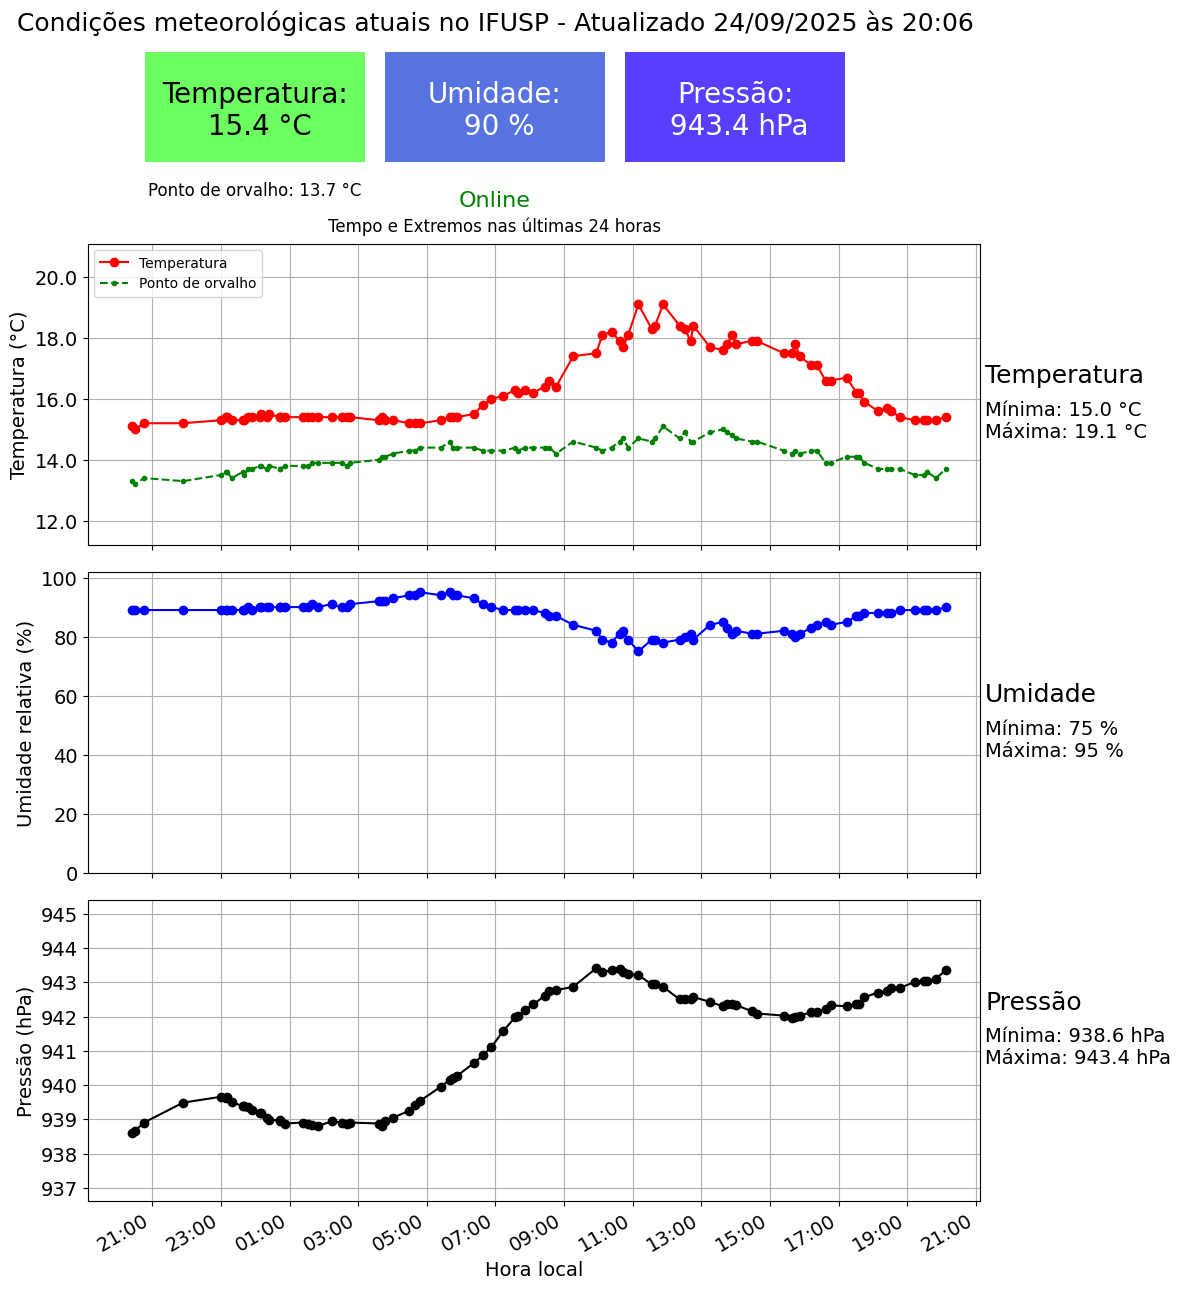 Condições meteorológicas atuais no IFUSP - Atualizado 24/09/2025 às 20:06
Temperatura:
15.4 °C
Umidade:
90 %
Pressão:
943.4 hPa
Ponto de orvalho: 13.7 °C
Online
Tempo e Extremos nas últimas 24 horas
Temperatura
Ponto de orvalho
Temperatura (°C)
20.0
18.0
16.0
14.0
12.0
Temperatura
Mínima: 15.0 °C
Máxima: 19.1 °C
Umidade relativa (%)
100
80
60
40
20
0
Umidade
Mínima: 75 %
Máxima: 95 %
Pressão (hPa)
945
944
943
942
941
940
939
938
937
Pressão
Mínima: 938.6 hPa
Máxima: 943.4 hPa
21:00
23:00
01:00
03:00
05:00
07:00
09:00
11:00
13:00
15:00
17:00
19:00
21:00
Hora local